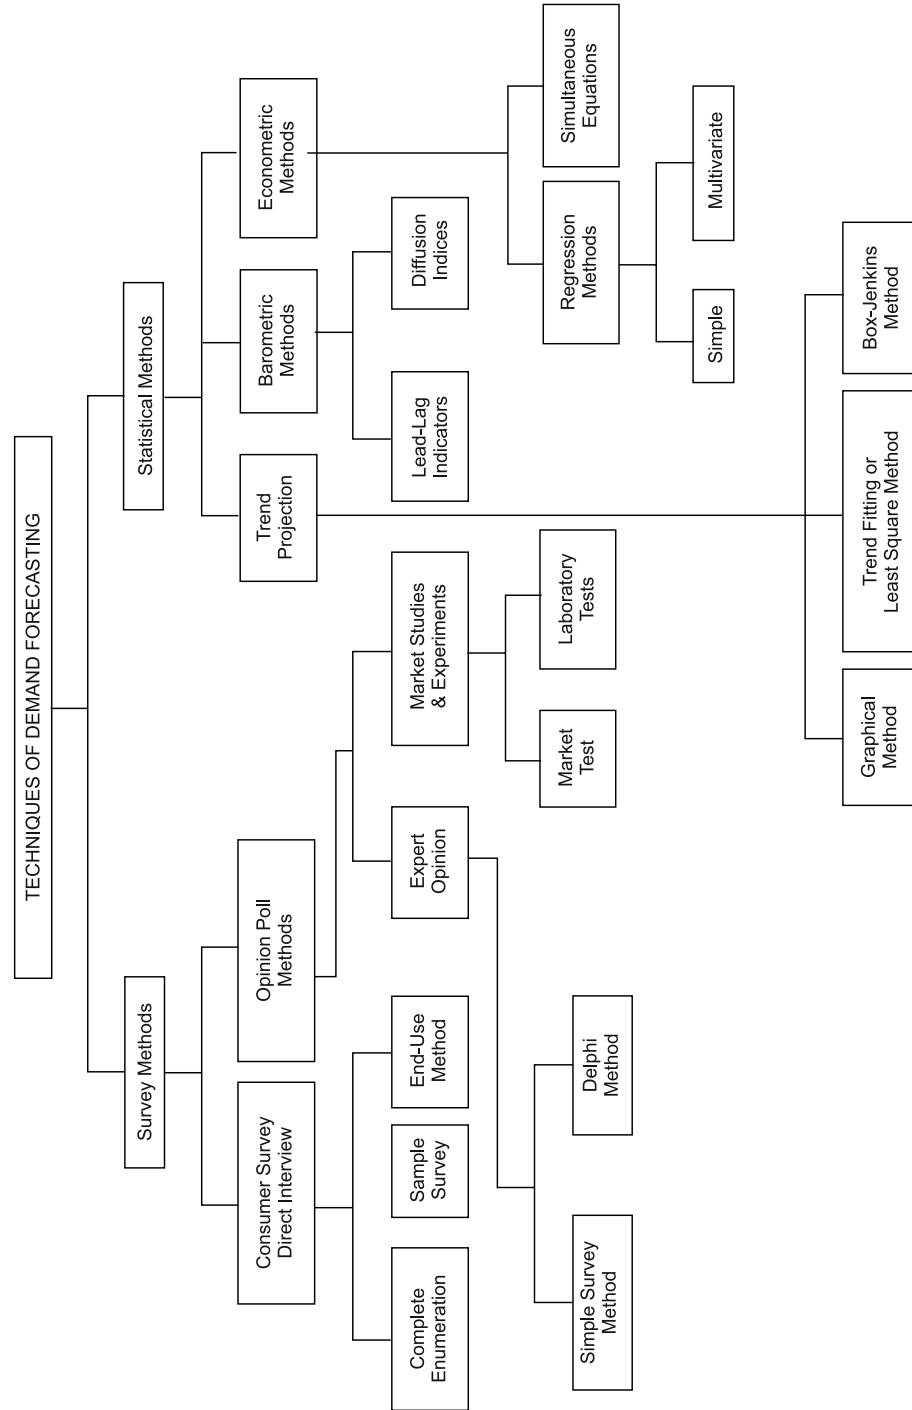 TECHNIQUES OF DEMAND FORECASTING
Survey Methods
Statistical Methods
Consumer Survey
Direct Interview
Opinion Poll
Methods
Trend
Projection
Barometric
Methods
Econometric
Methods
Complete
Enumeration
Sample
Survey
End-Use
Method
Expert
Opinion
Market Studies
& Experiments
Lead-Lag
Indicators
Diffusion
Indices
Simple Survey
Method
Delphi
Method
Market
Test
Laboratory
Tests
Regression
Methods
Simultaneous
Equations
Simple
Multivariate
Graphical
Method
Trend Fitting or
Least Square Method
Box-Jenkins
Method